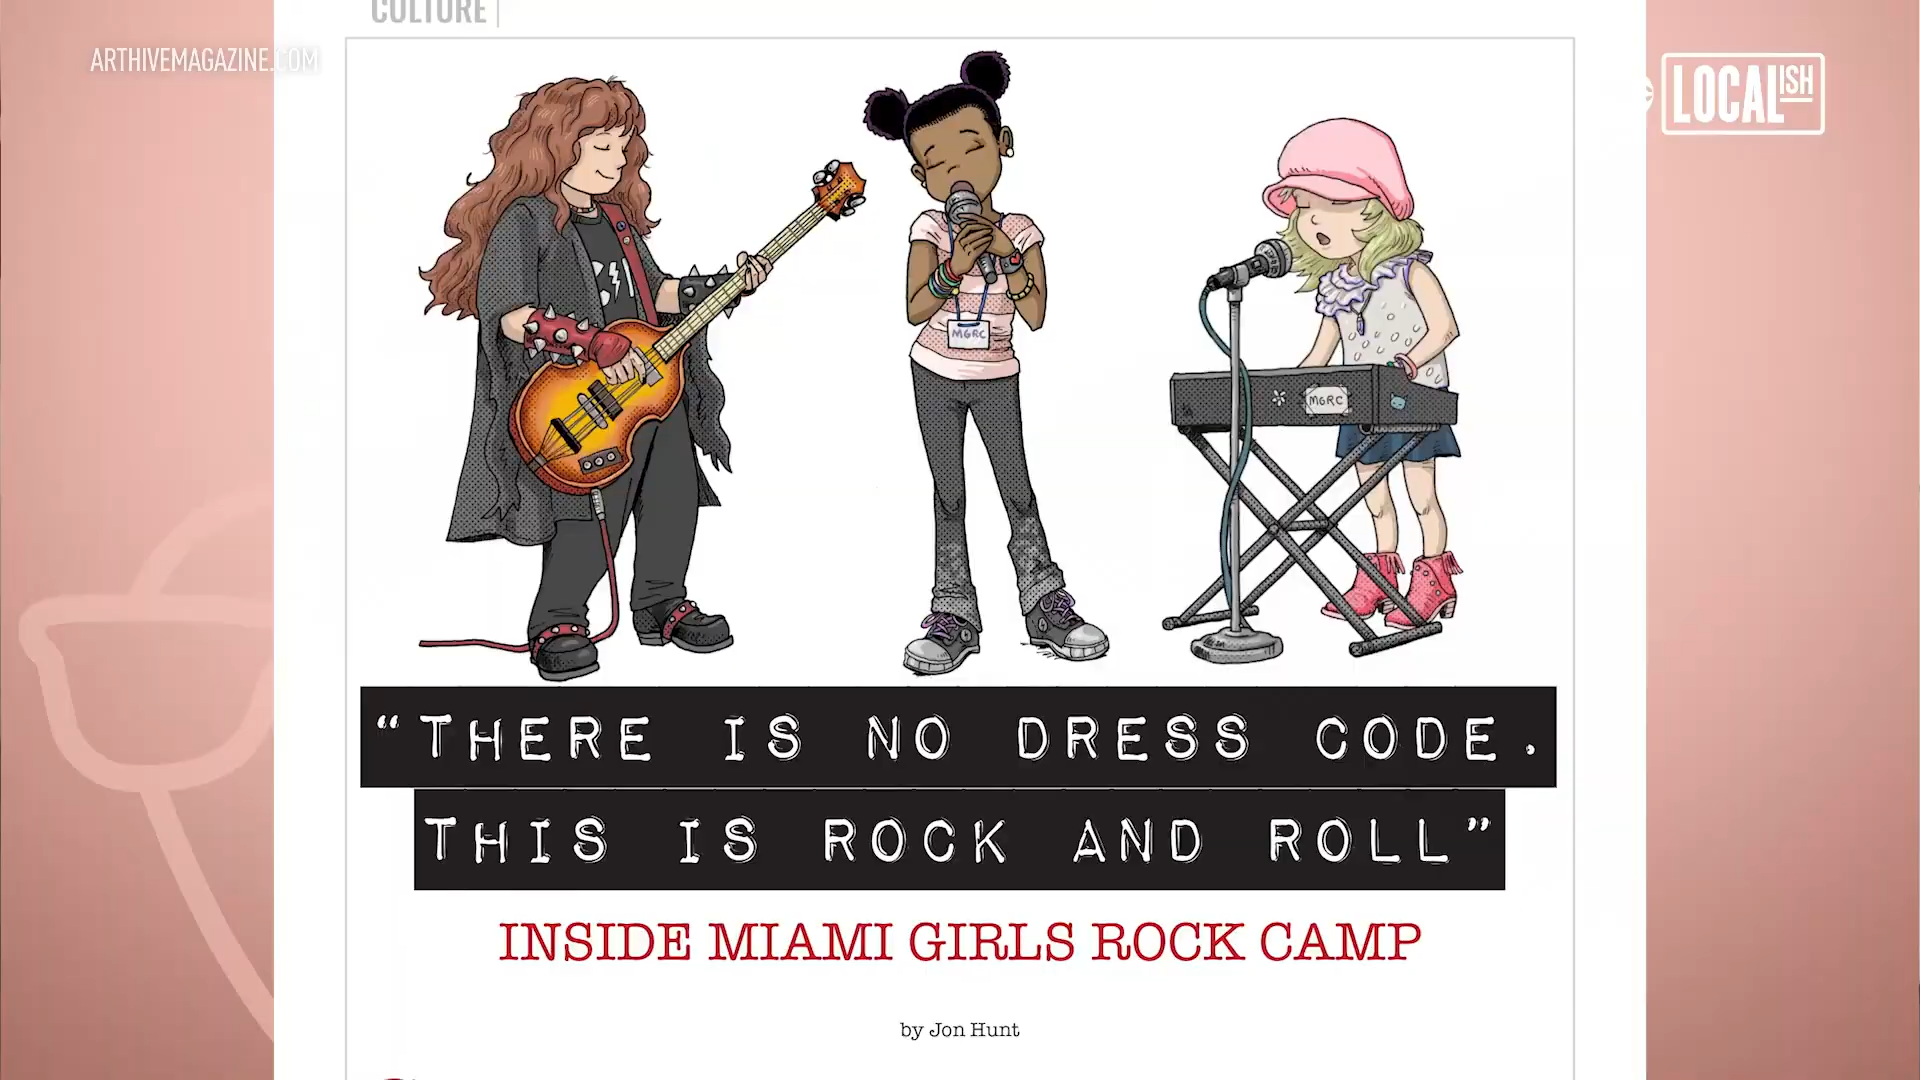 CULTURE
ARTHIVEMAGAZINE.COM
LOCALISH
MGRC
MGRC
“THERE IS NO DRESS CODE.
THIS IS ROCK AND ROLL”
INSIDE MIAMI GIRLS ROCK CAMP
by Jon Hunt